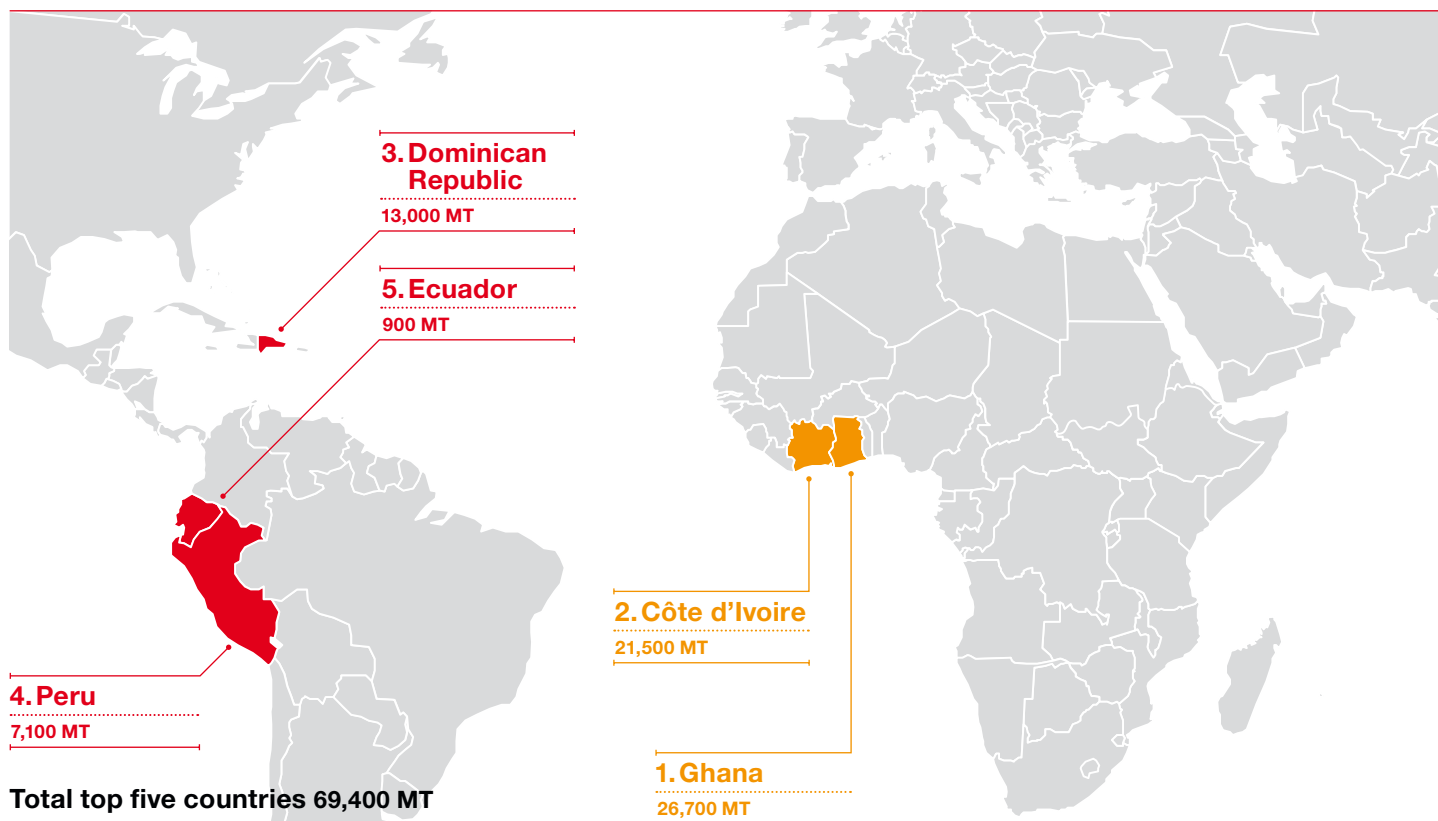 3. Dominican
Republic
13,000 MT
5. Ecuador
900 MT
2. Côte d’Ivoire
21,500 MT
4. Peru
7,100 MT
1. Ghana
26,700 MT
Total top five countries 69,400 MT